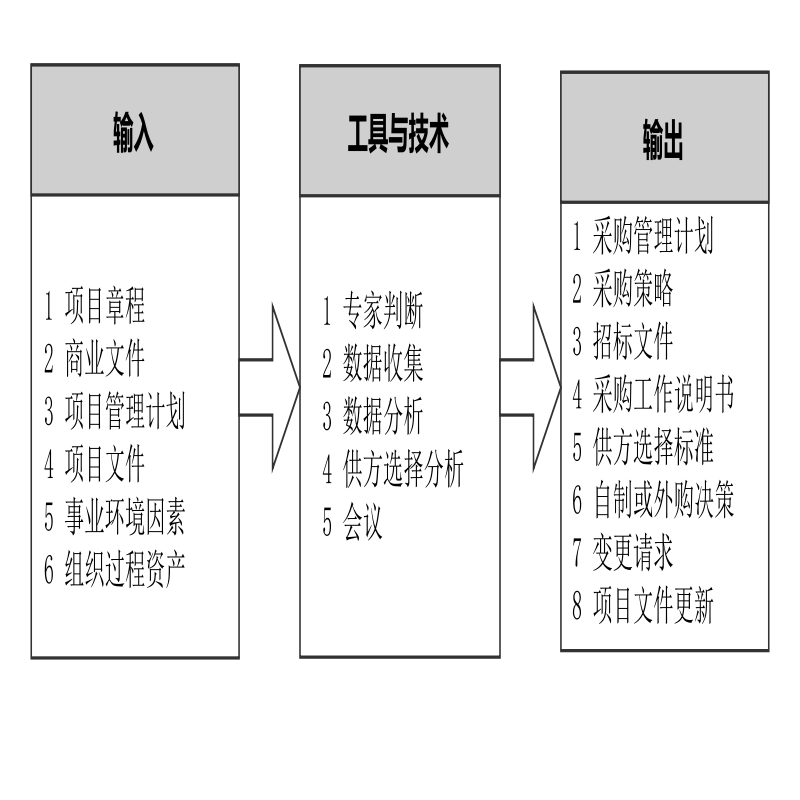 输入
1 项目章程
2 商业文件
3 项目管理计划
4 项目文件
5 事业环境因素
6 组织过程资产
工具与技术
1 专家判断
2 数据收集
3 数据分析
4 供方选择分析
5 会议
输出
1 采购管理计划
2 采购策略
3 招标文件
4 采购工作说明书
5 供方选择标准
6 自制或外购决策
7 变更请求
8 项目文件更新